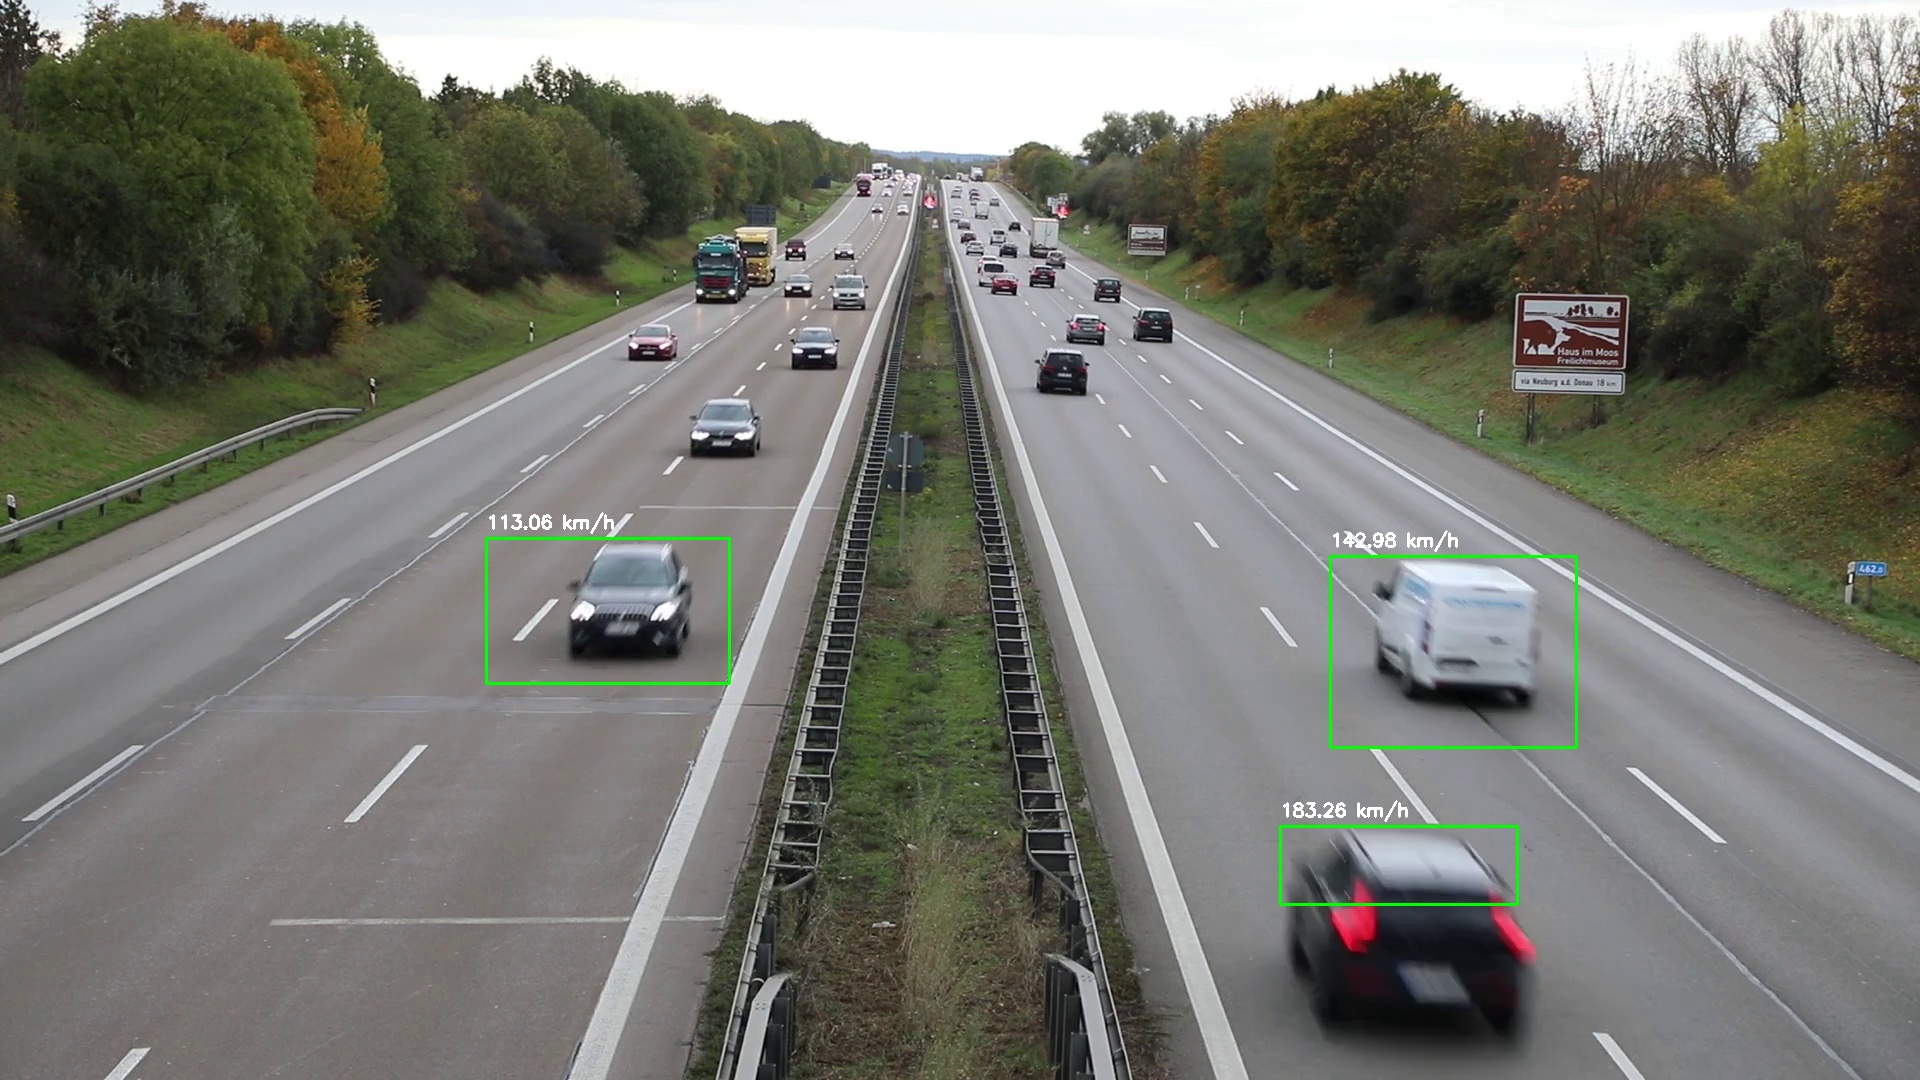 Haus im Moos
Freilichtmuseum
via Neuburg a.d. Donau 18 km
113.06 km/h
142.98 km/h
462,0
183.26 km/h